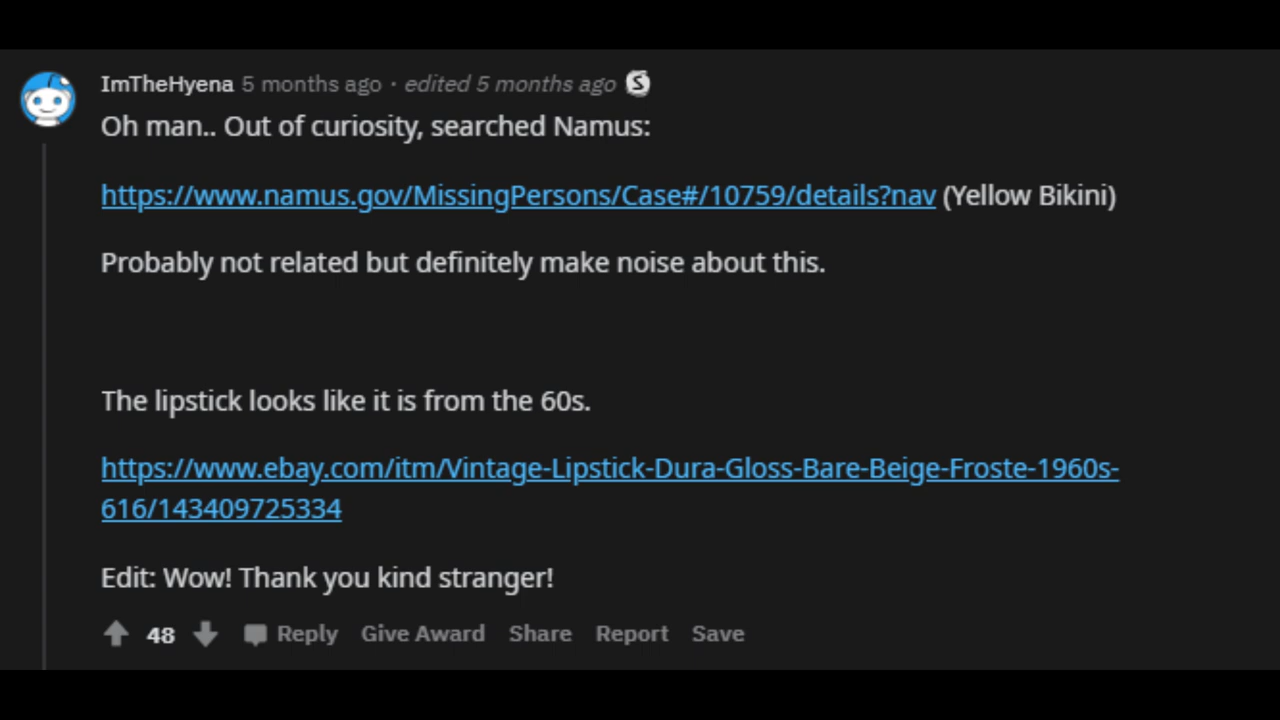 ImTheHyena 5 months ago · edited 5 months ago S
Oh man.. Out of curiosity, searched Namus:
https://www.namus.gov/MissingPersons/Case#/10759/details?nav (Yellow Bikini)
Probably not related but definitely make noise about this.
The lipstick looks like it is from the 60s.
https://www.ebay.com/itm/Vintage-Lipstick-Dura-Gloss-Bare-Beige-Froste-1960s-
616/143409725334
Edit: Wow! Thank you kind stranger!
48 Reply Give Award Share Report Save